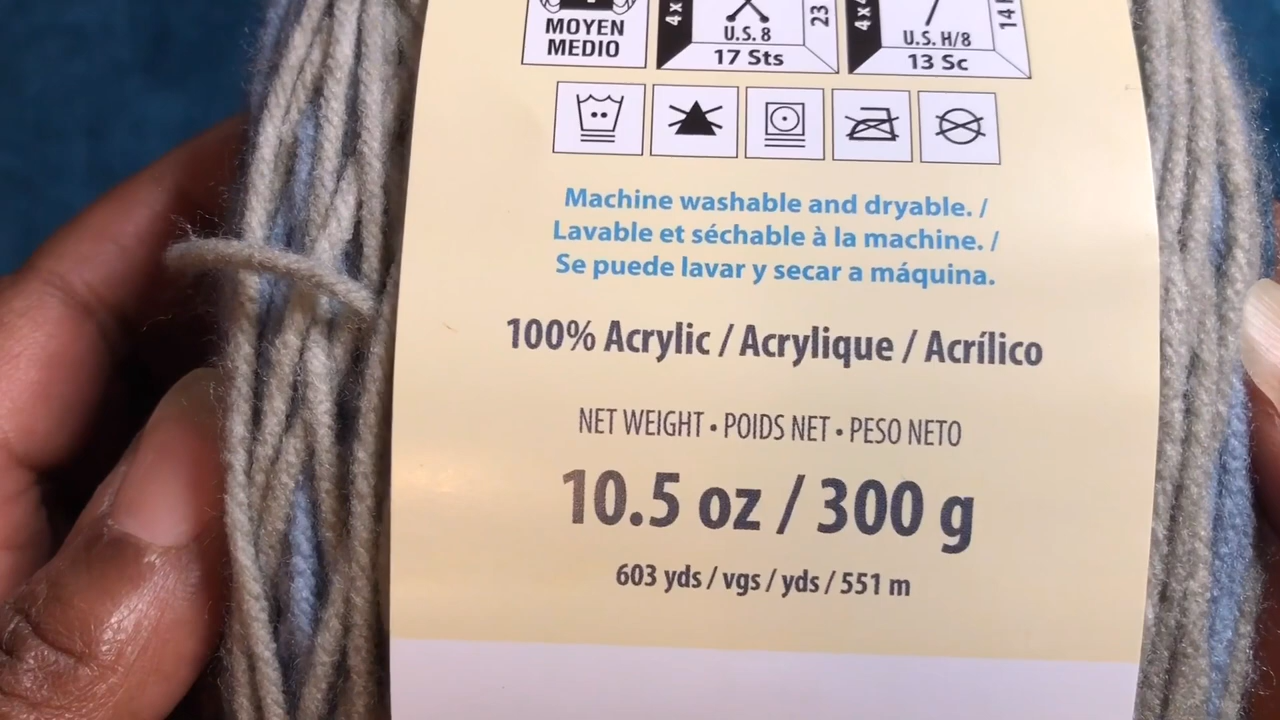 MOYEN
MEDIO
4 x
U.S. 8
23
17 Sts
4 x 4
U.S. H/8
14
13 Sc
Machine washable and dryable. /
Lavable et séchable à la machine. /
Se puede lavar y secar a máquina.
100% Acrylic / Acrylique / Acrílico
NET WEIGHT • POIDS NET • PESO NETO
10.5 oz / 300 g
603 yds / vgs / yds / 551 m